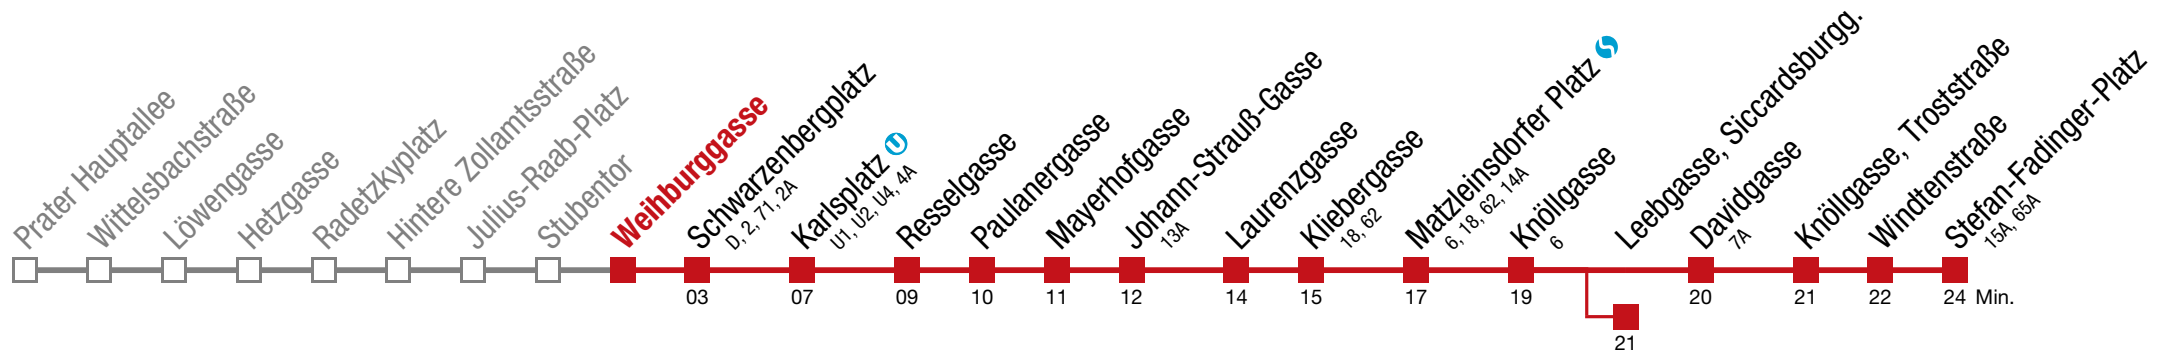 Prater Hauptallee
Wittelsbachstraße
Löwengasse
Hetzgasse
Radetzkyplatz
Hintere Zollamtsstraße
Julius-Raab-Platz
Stubentor
Weihburggasse
Schwarzenbergplatz
D, 2, 71, 2A
Karlsplatz U
U1, U2, U4, 4A
Resselgasse
Paulanergasse
Mayerhofgasse
Johann-Strauß-Gasse
13A
Laurenzgasse
Kliebergasse
18, 62
Matzleinsdorfer Platz S
6, 18, 62, 14A
Knöllgasse
6
Leebgasse, Siccardsburgg.
Davidgasse
7A
Knöllgasse, Troststraße
Windtenstraße
Stefan-Fadinger-Platz
15A, 65A
03 07 09 10 11 12 14 15 17 19 20 21 22 24 Min.
21